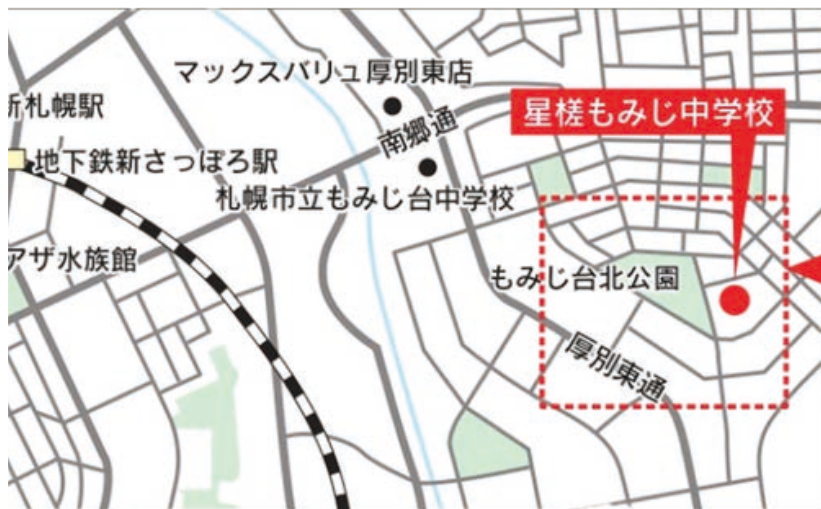 マックスバリュ厚別東店
新札幌駅
南郷通
星槎もみじ中学校
地下鉄新さっぽろ駅
札幌市立もみじ台中学校
アザ水族館
もみじ台北公園
厚別東通